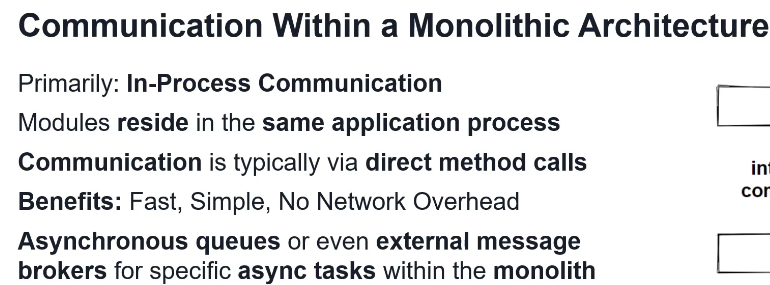 Communication Within a Monolithic Architecture
Primarily: In-Process Communication
Modules reside in the same application process
Communication is typically via direct method calls
Benefits: Fast, Simple, No Network Overhead
Asynchronous queues or even external message
brokers for specific async tasks within the monolith